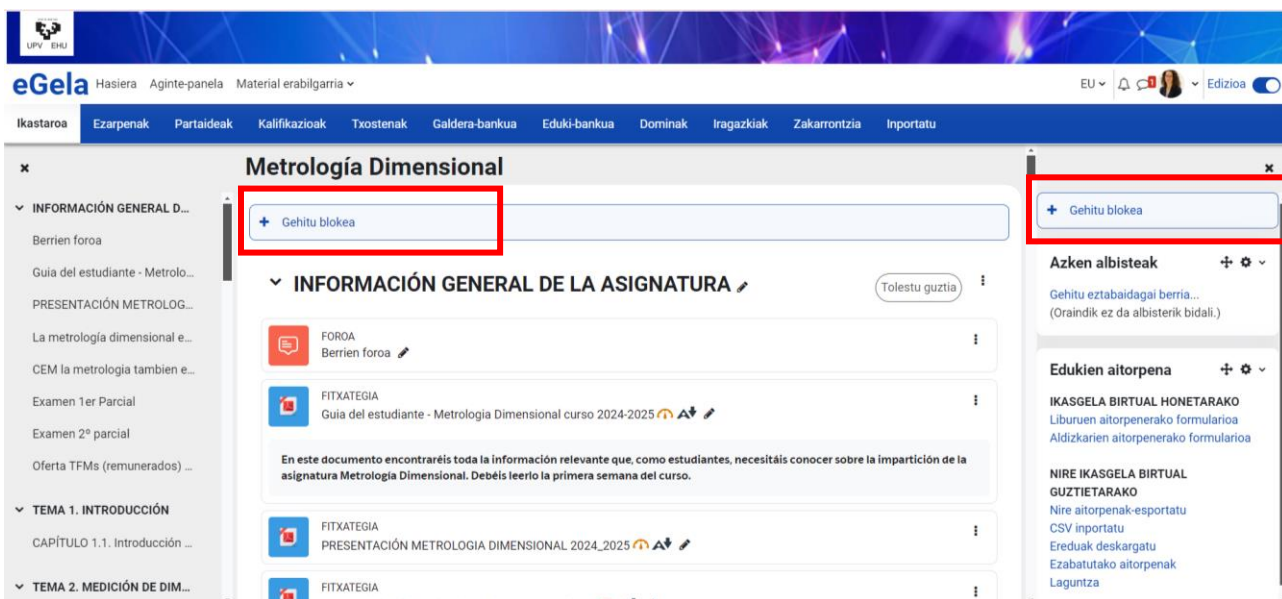 UPV EHU
eGela Hasiera Aginte-panela Material erabilgarria
EU 1 Edizioa
Ikastaroa Ezarpenak Partaideak Kalifikazioak Txostenak Galdera-bankua Eduki-bankua Dominak Iragazkiak Zakarrontzia Inportatu
INFORMACIÓN GENERAL D...
Berrien foroa
Guia del estudiante - Metrolo...
PRESENTACIÓN METROLOG...
La metrología dimensional e...
CEM la metrologia tambien e...
Examen 1er Parcial
Examen 2º parcial
Oferta TFMs (remunerados) ...
TEMA 1. INTRODUCCIÓN
CAPÍTULO 1.1. Introducción ...
TEMA 2. MEDICIÓN DE DIM...
Metrología Dimensional
+ Gehitu blokea
INFORMACIÓN GENERAL DE LA ASIGNATURA
Tolestu guztia
FOROA
Berrien foroa
FITXATEGIA
Guia del estudiante - Metrologia Dimensional curso 2024-2025
En este documento encontraréis toda la información relevante que, como estudiantes, necesitáis conocer sobre la impartición de la
asignatura Metrología Dimensional. Debéis leerlo la primera semana del curso.
FITXATEGIA
PRESENTACIÓN METROLOGIA DIMENSIONAL 2024_2025
FITXATEGIA
+ Gehitu blokea
Azken albisteak
Gehitu eztabaidagai berria...
(Oraindik ez da albisterik bidali.)
Edukien aitorpena
IKASGELA BIRTUAL HONETARAKO
Liburuen aitorpenerako formularioa
Aldizkarien aitorpenerako formularioa
NIRE IKASGELA BIRTUAL
GUZTIETARAKO
Nire aitorpenak-esportatu
CSV inportatu
Ereduak deskargatu
Ezabatutako aitorpenak
Laguntza